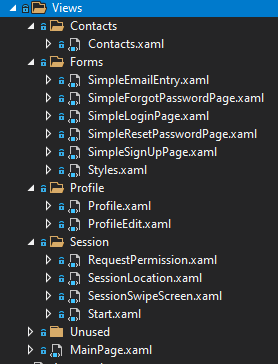 Views
Contacts
Contacts.xaml
Forms
SimpleEmailEntry.xaml
SimpleForgotPasswordPage.xaml
SimpleLoginPage.xaml
SimpleResetPasswordPage.xaml
SimpleSignUpPage.xaml
Styles.xaml
Profile
Profile.xaml
ProfileEdit.xaml
Session
RequestPermission.xaml
SessionLocation.xaml
SessionSwipeScreen.xaml
Start.xaml
Unused
MainPage.xaml